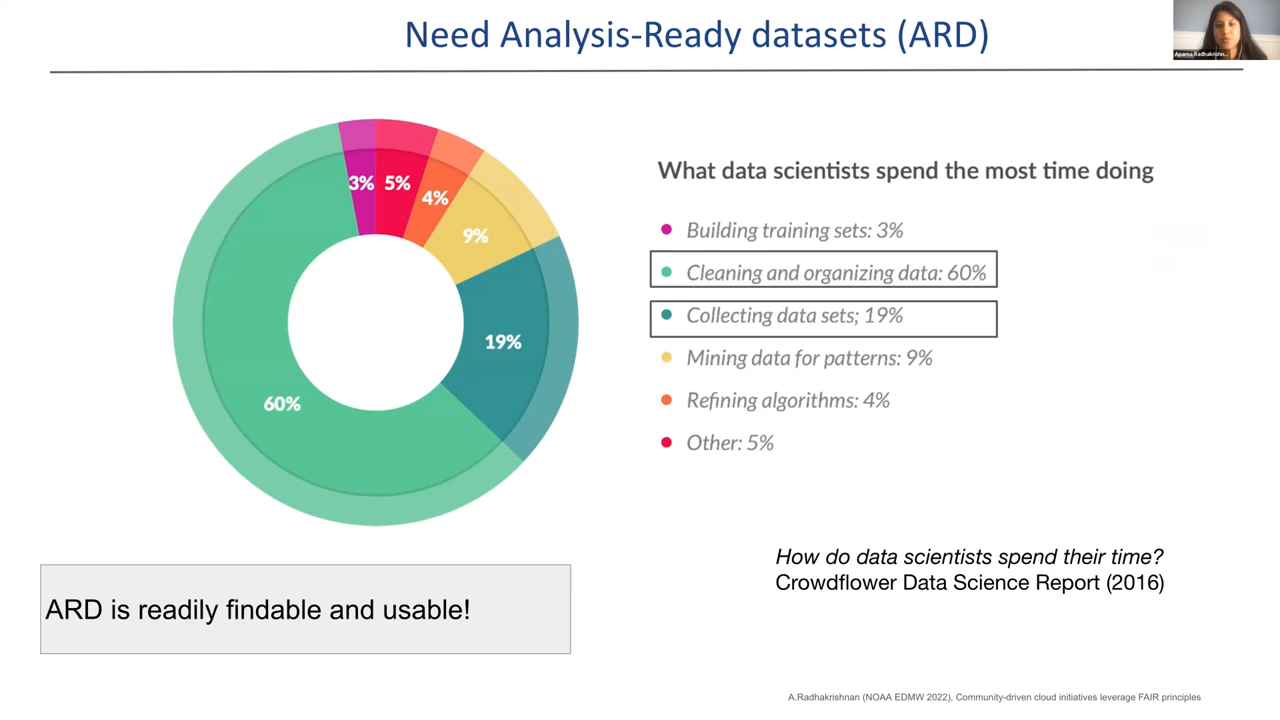 Need Analysis-Ready datasets (ARD)
Aparna Radhakrishn...
3%
5%
4%
9%
19%
60%
What data scientists spend the most time doing
Building training sets: 3%
Cleaning and organizing data: 60%
Collecting data sets; 19%
Mining data for patterns: 9%
Refining algorithms: 4%
Other: 5%
How do data scientists spend their time?
Crowdflower Data Science Report (2016)
ARD is readily findable and usable!
A.Radhakrishnan (NOAA EDMW 2022), Community-driven cloud initiatives leverage FAIR principles